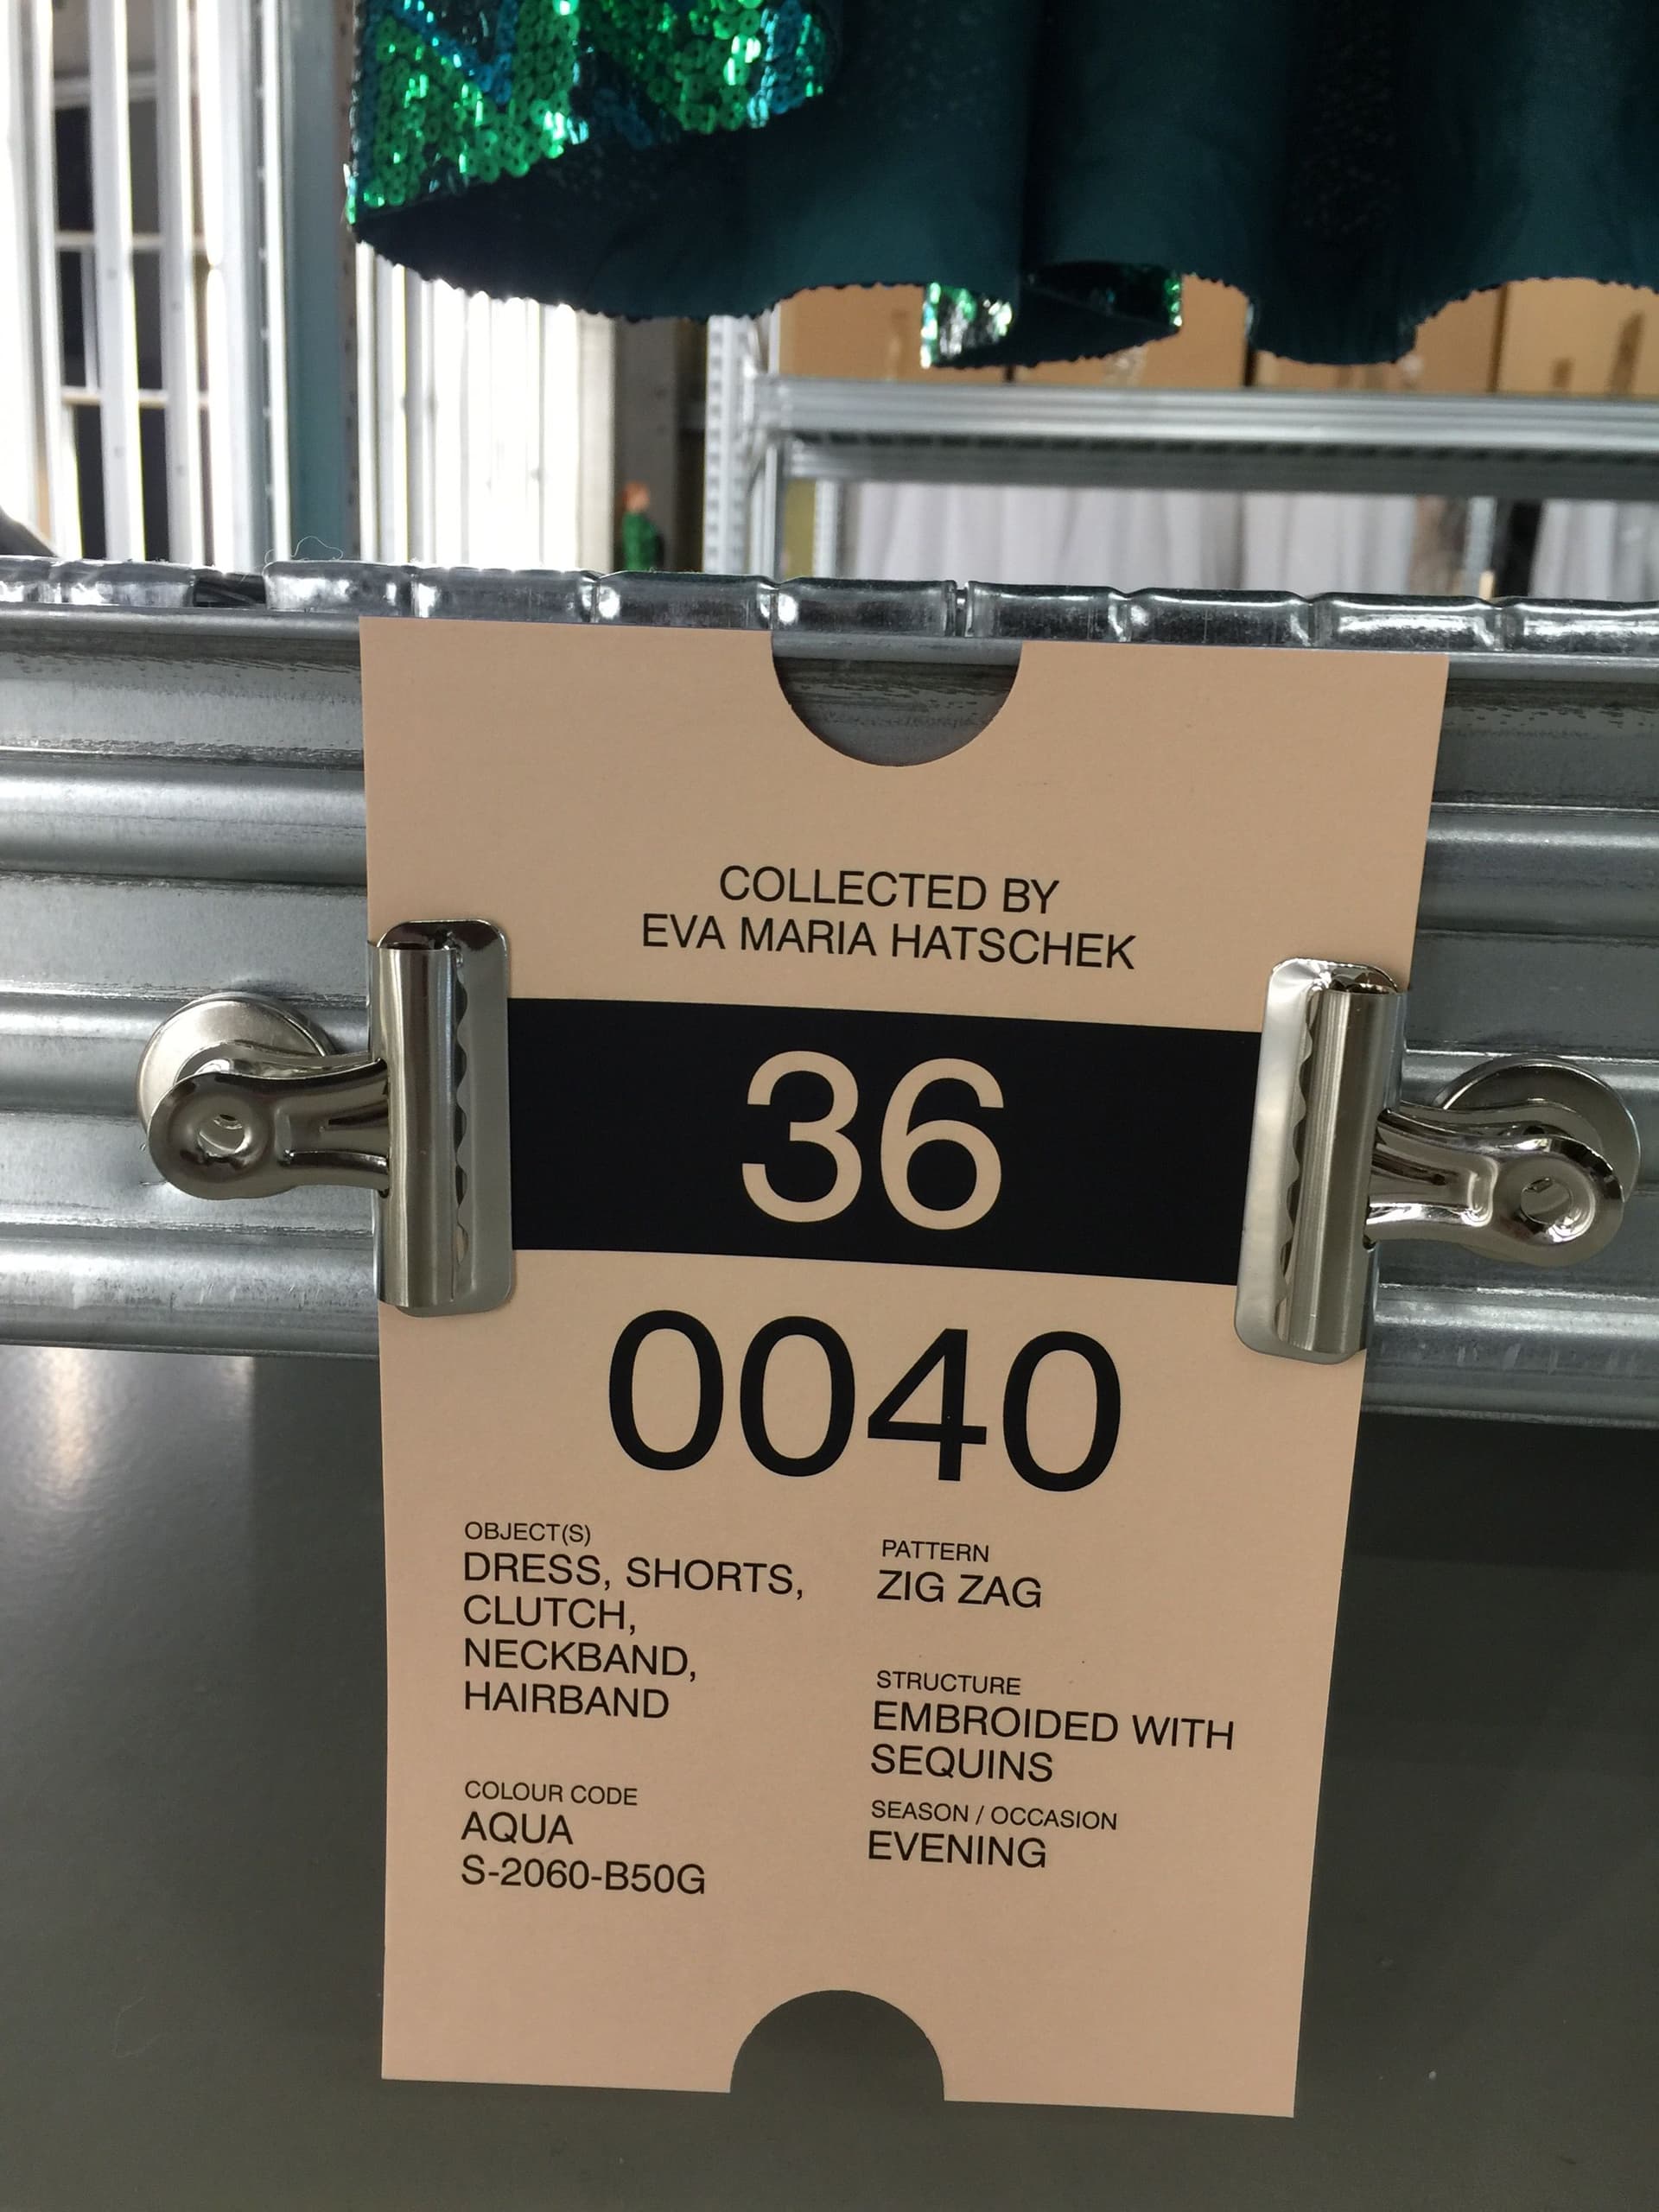 COLLECTED BY
EVA MARIA HATSCHEK
36
0040
OBJECT(S)
DRESS, SHORTS,
CLUTCH,
NECKBAND,
HAIRBAND
COLOUR CODE
AQUA
S-2060-B50G
PATTERN
ZIG ZAG
STRUCTURE
EMBROIDED WITH
SEQUINS
SEASON / OCCASION
EVENING